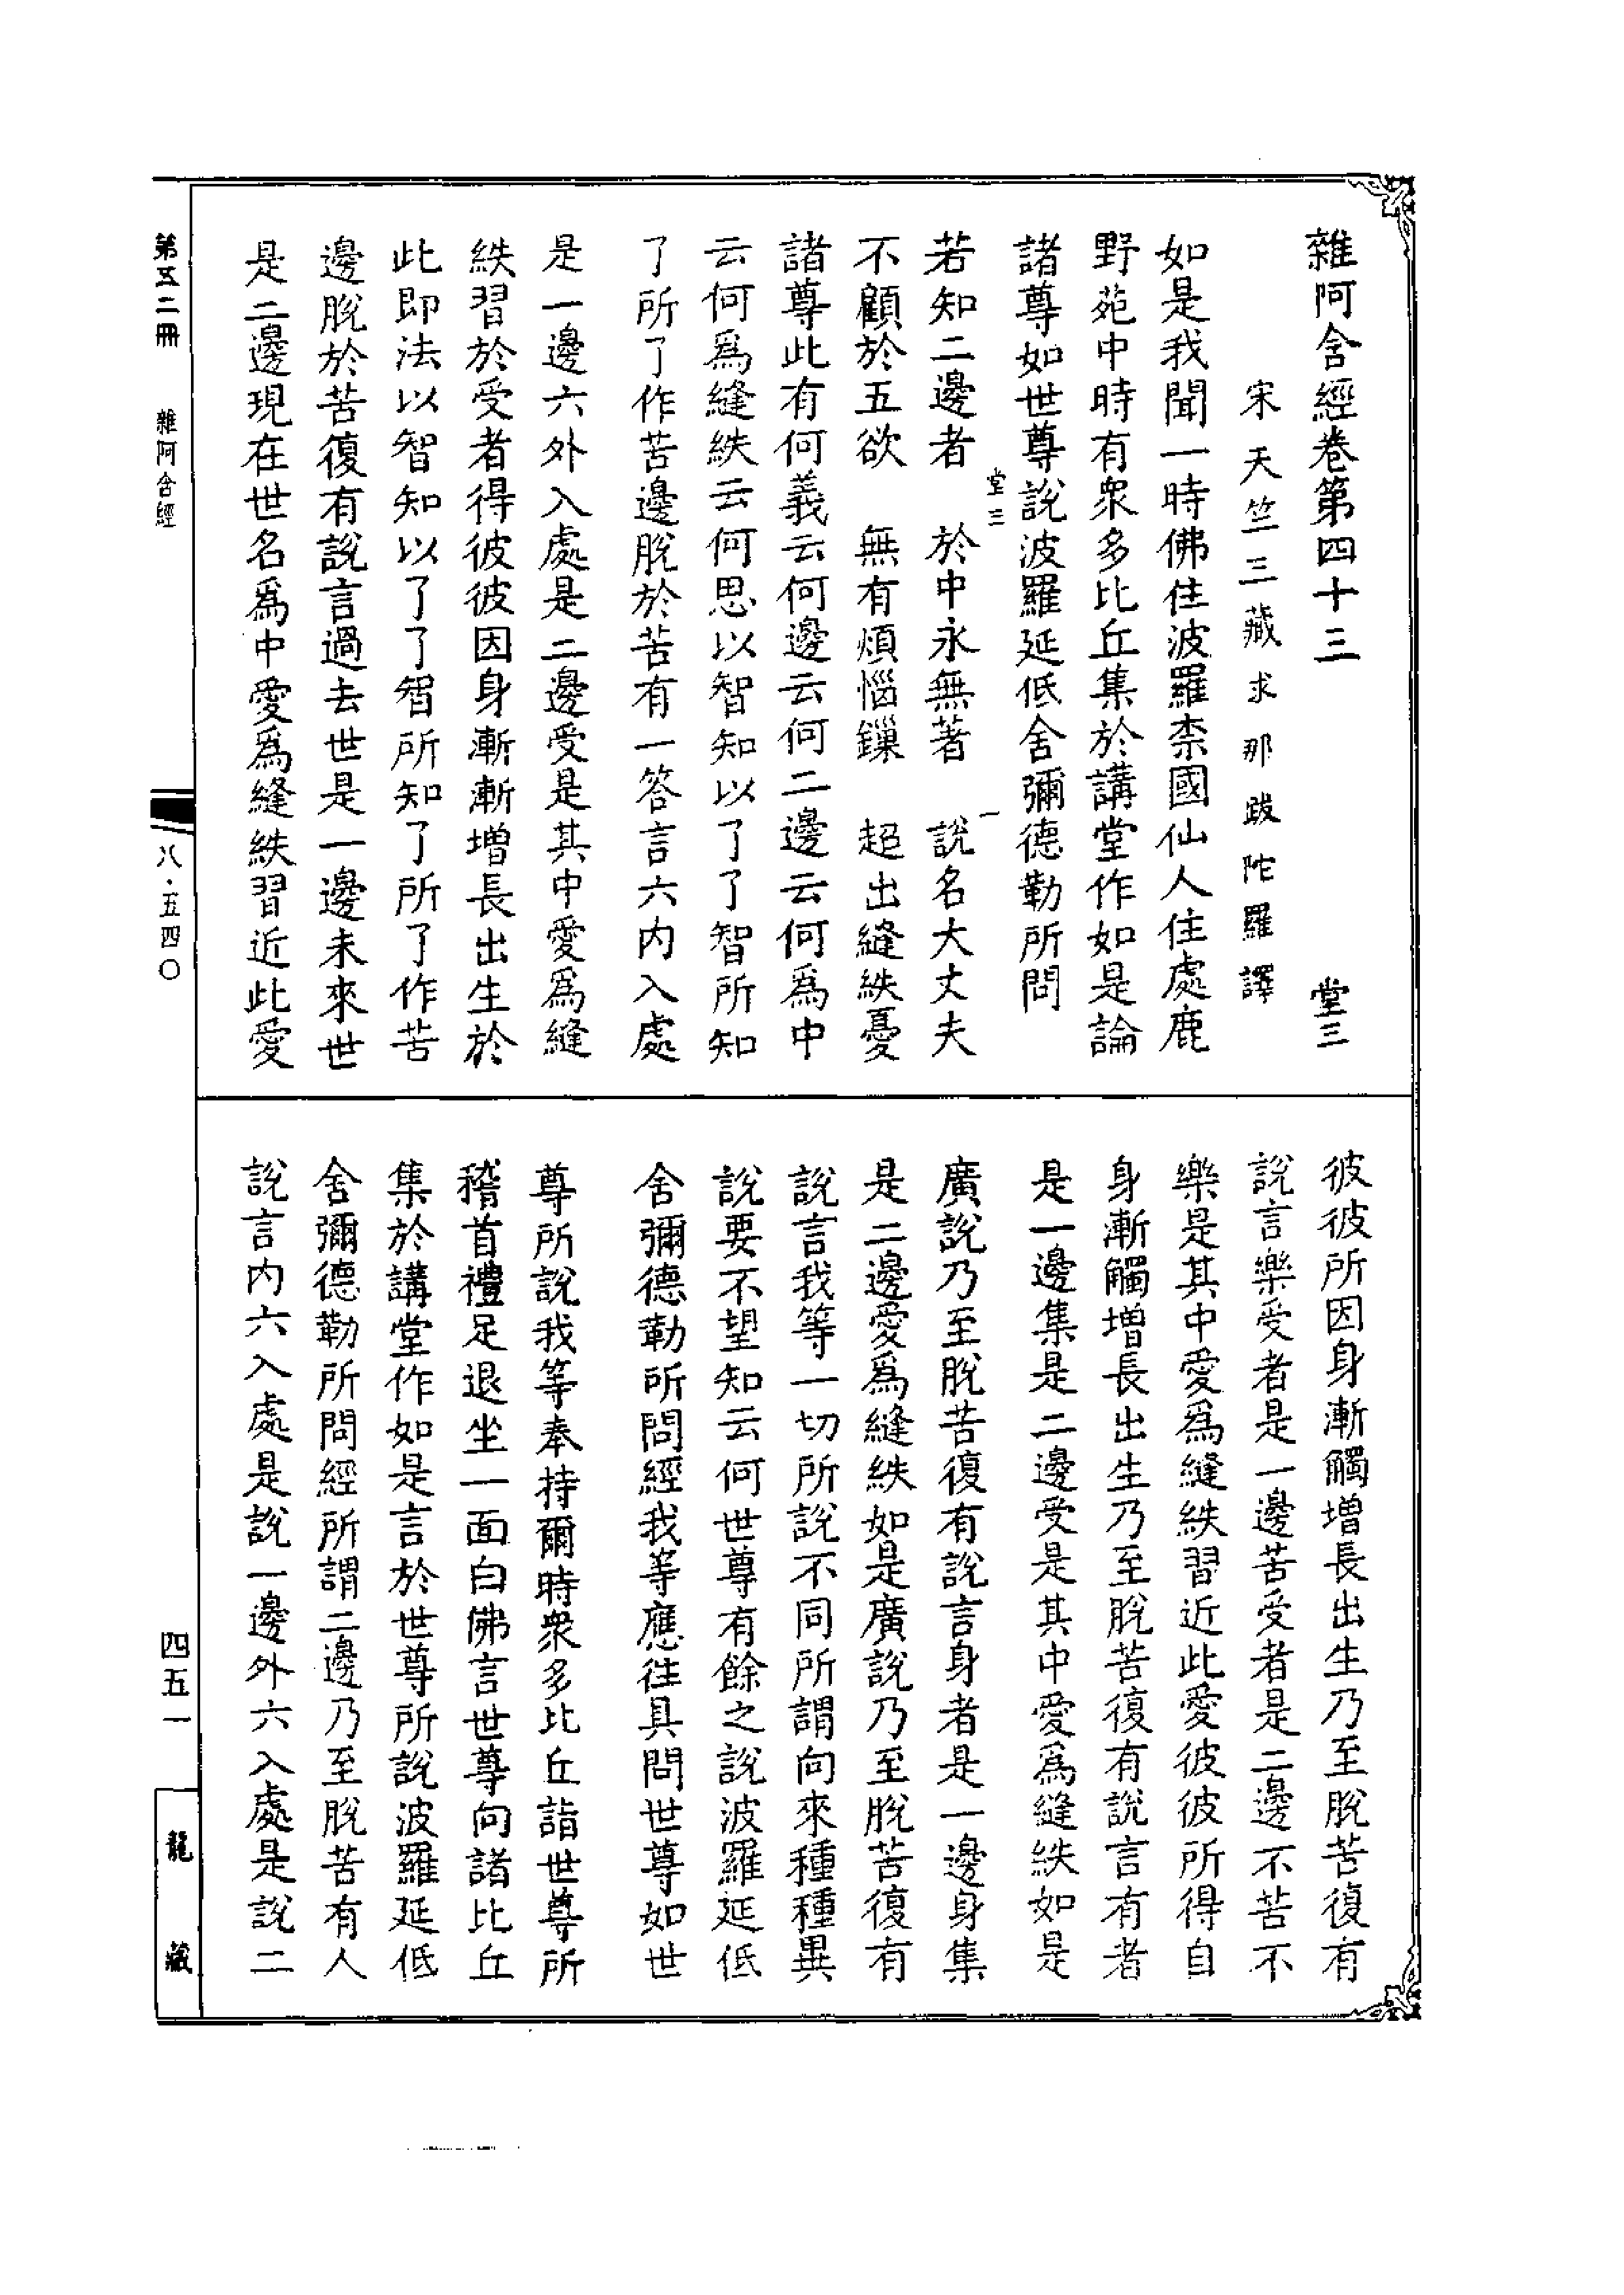 雜阿含經卷第四十三　堂三
宋天竺三藏求那跋陀羅譯
如是我聞一時佛住波羅柰國仙人住處鹿
野苑中時有衆多比丘集於講堂作如是論
諸尊如世尊說波羅延低舍彌德勒所問
堂三　一
若知二邊者　於中永無著　說名大丈夫
不顧於五欲　無有煩惱鏁　超出縫紩憂
諸尊此有何義云何邊云何二邊云何爲中
云何爲縫紩云何思以智知以了了智所知
了所了作苦邊脫於苦有一答言六內入處
是一邊六外入處是二邊受是其中愛爲縫
紩習於受者得彼彼因身漸漸增長出生於
此即法以智知以了了智所知了所了作苦
邊脫於苦復有說言過去世是一邊未來世
是二邊現在世名爲中愛爲縫紩習近此愛
彼彼所因身漸觸增長出生乃至脫苦復有
說言樂受者是一邊苦受者是二邊不苦不
樂是其中愛爲縫紩習近此愛彼彼所得自
身漸觸增長出生乃至脫苦復有說言有者
是一邊集是二邊受是其中愛爲縫紩如是
廣說乃至脫苦復有說言身者是一邊身集
是二邊愛爲縫紩如是廣說乃至脫苦復有
說言我等一切所說不同所謂向來種種異
說要不望知云何世尊有餘之說波羅延低
舍彌德勒所問經我等應往具問世尊如世
尊所說我等奉持爾時衆多比丘詣世尊所
稽首禮足退坐一面白佛言世尊向諸比丘
集於講堂作如是言於世尊所說波羅延低
舍彌德勒所問經所謂二邊乃至脫苦有人
說言內六入處是說一邊外六入處是說二
第五二冊　雜阿含經
八·五四〇
四五一
龍藏